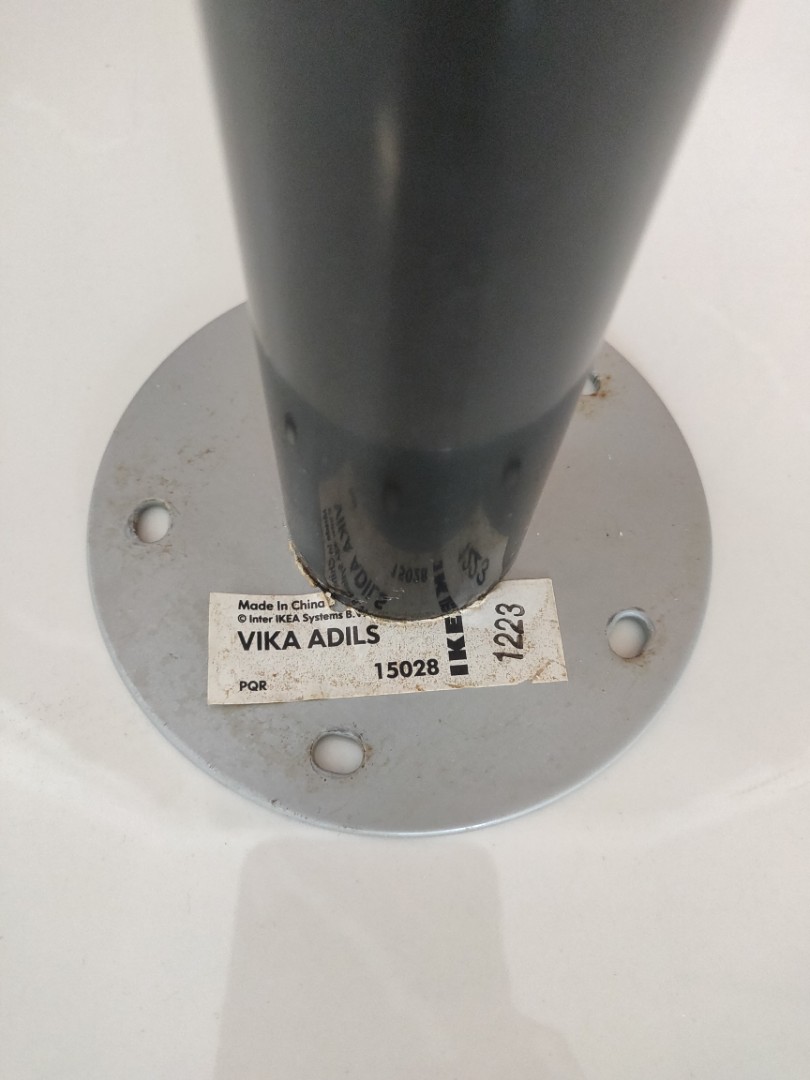 Made In China
© Inter IKEA Systems B.V.
VIKA ADILS
15028
PQR
IKEA
1223